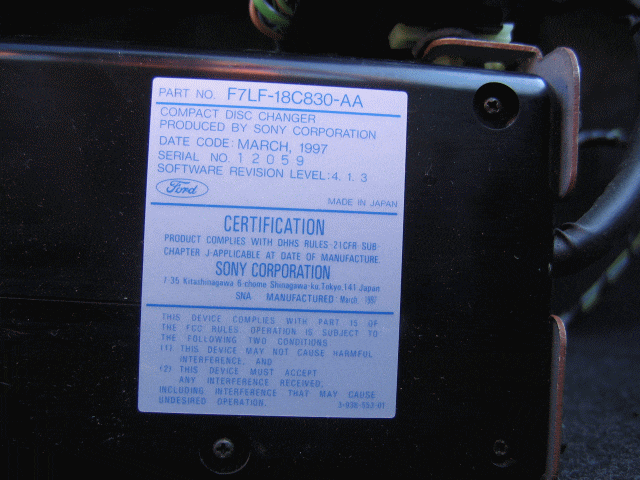 PART NO. F7LF-18C830-AA
COMPACT DISC CHANGER
PRODUCED BY SONY CORPORATION
DATE CODE: MARCH, 1997
SERIAL NO. 12059
SOFTWARE REVISION LEVEL: 4. 1. 3
Ford
MADE IN JAPAN
CERTIFICATION
PRODUCT COMPLIES WITH DHHS RULES-21CFR SUB-
CHAPTER J-APPLICABLE AT DATE OF MANUFACTURE.
SONY CORPORATION
7-35 Kitashinagawa 6-chome Shinagawa-ku, Tokyo, 141 Japan
SNA MANUFACTURED: March, 1997
THIS DEVICE COMPLIES WITH PART 15 OF
THE FCC RULES. OPERATION IS SUBJECT TO
THE FOLLOWING TWO CONDITIONS
(1) THIS DEVICE MAY NOT CAUSE HARMFUL
INTERFERENCE, AND
(2) THIS DEVICE MUST ACCEPT
ANY INTERFERENCE RECEIVED,
INCLUDING INTERFERENCE THAT MAY CAUSE
UNDESIRED OPERATION.